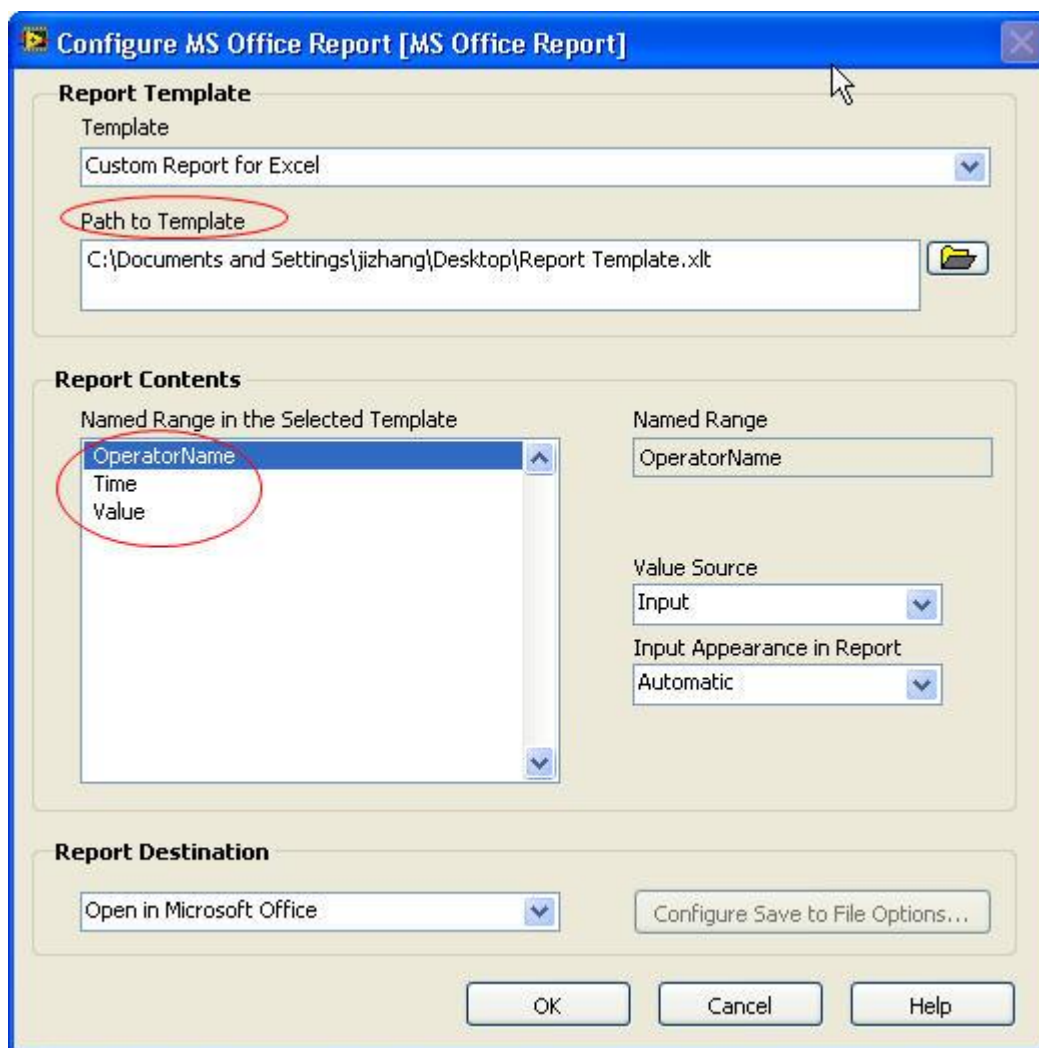 Configure MS Office Report [MS Office Report]
Report Template
Template
Custom Report for Excel
Path to Template
C:\Documents and Settings\jizhang\Desktop\Report Template.xlt
Report Contents
Named Range in the Selected Template
OperatorName
Time
Value
Named Range
OperatorName
Value Source
Input
Input Appearance in Report
Automatic
Report Destination
Open in Microsoft Office
Configure Save to File Options...
OK
Cancel
Help